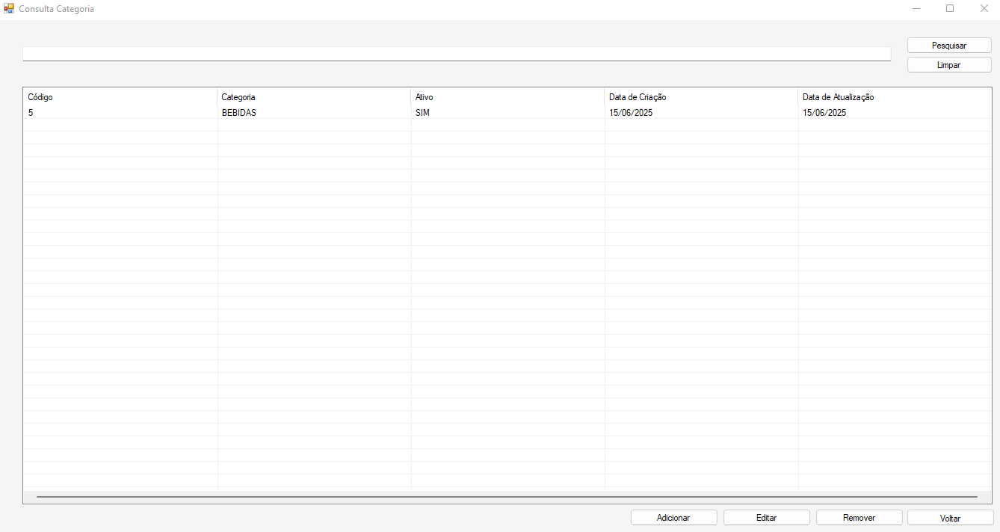 Consulta Categoria
Pesquisar
Limpar
Código Categoria Ativo Data de Criação Data de Atualização
5 BEBIDAS SIM 15/06/2025 15/06/2025
Adicionar Editar Remover Voltar